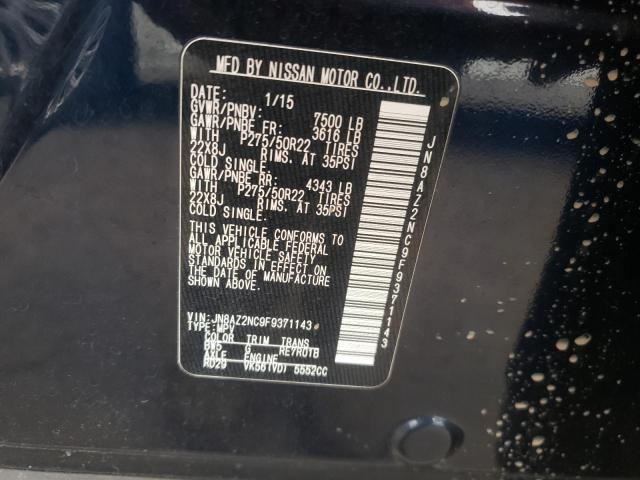 MFD BY NISSAN MOTOR CO.,LTD.
DATE: 1/15
GVWR/PNBV: 7500 LB
GAWR/PNBE FR: 3616 LB
WITH P275/50R22 TIRES
22X8J RIMS. AT 35PSI
COLD SINGLE.
GAWR/PNBE RR: 4343 LB
WITH P275/50R22 TIRES
22X8J RIMS. AT 35PSI
COLD SINGLE.
THIS VEHICLE CONFORMS TO
ALL APPLICABLE FEDERAL
MOTOR VEHICLE SAFETY
STANDARDS IN EFFECT ON
THE DATE OF MANUFACTURE
SHOWN ABOVE.
VIN: JN8AZ2NC9F9371143
TYPE: MPV
COLOR TRIM TRANS
BW5 G RE7R01B
AXLE ENGINE
RD29 VK56(VD) 5552CC
JN8AZ2NC9F9371143